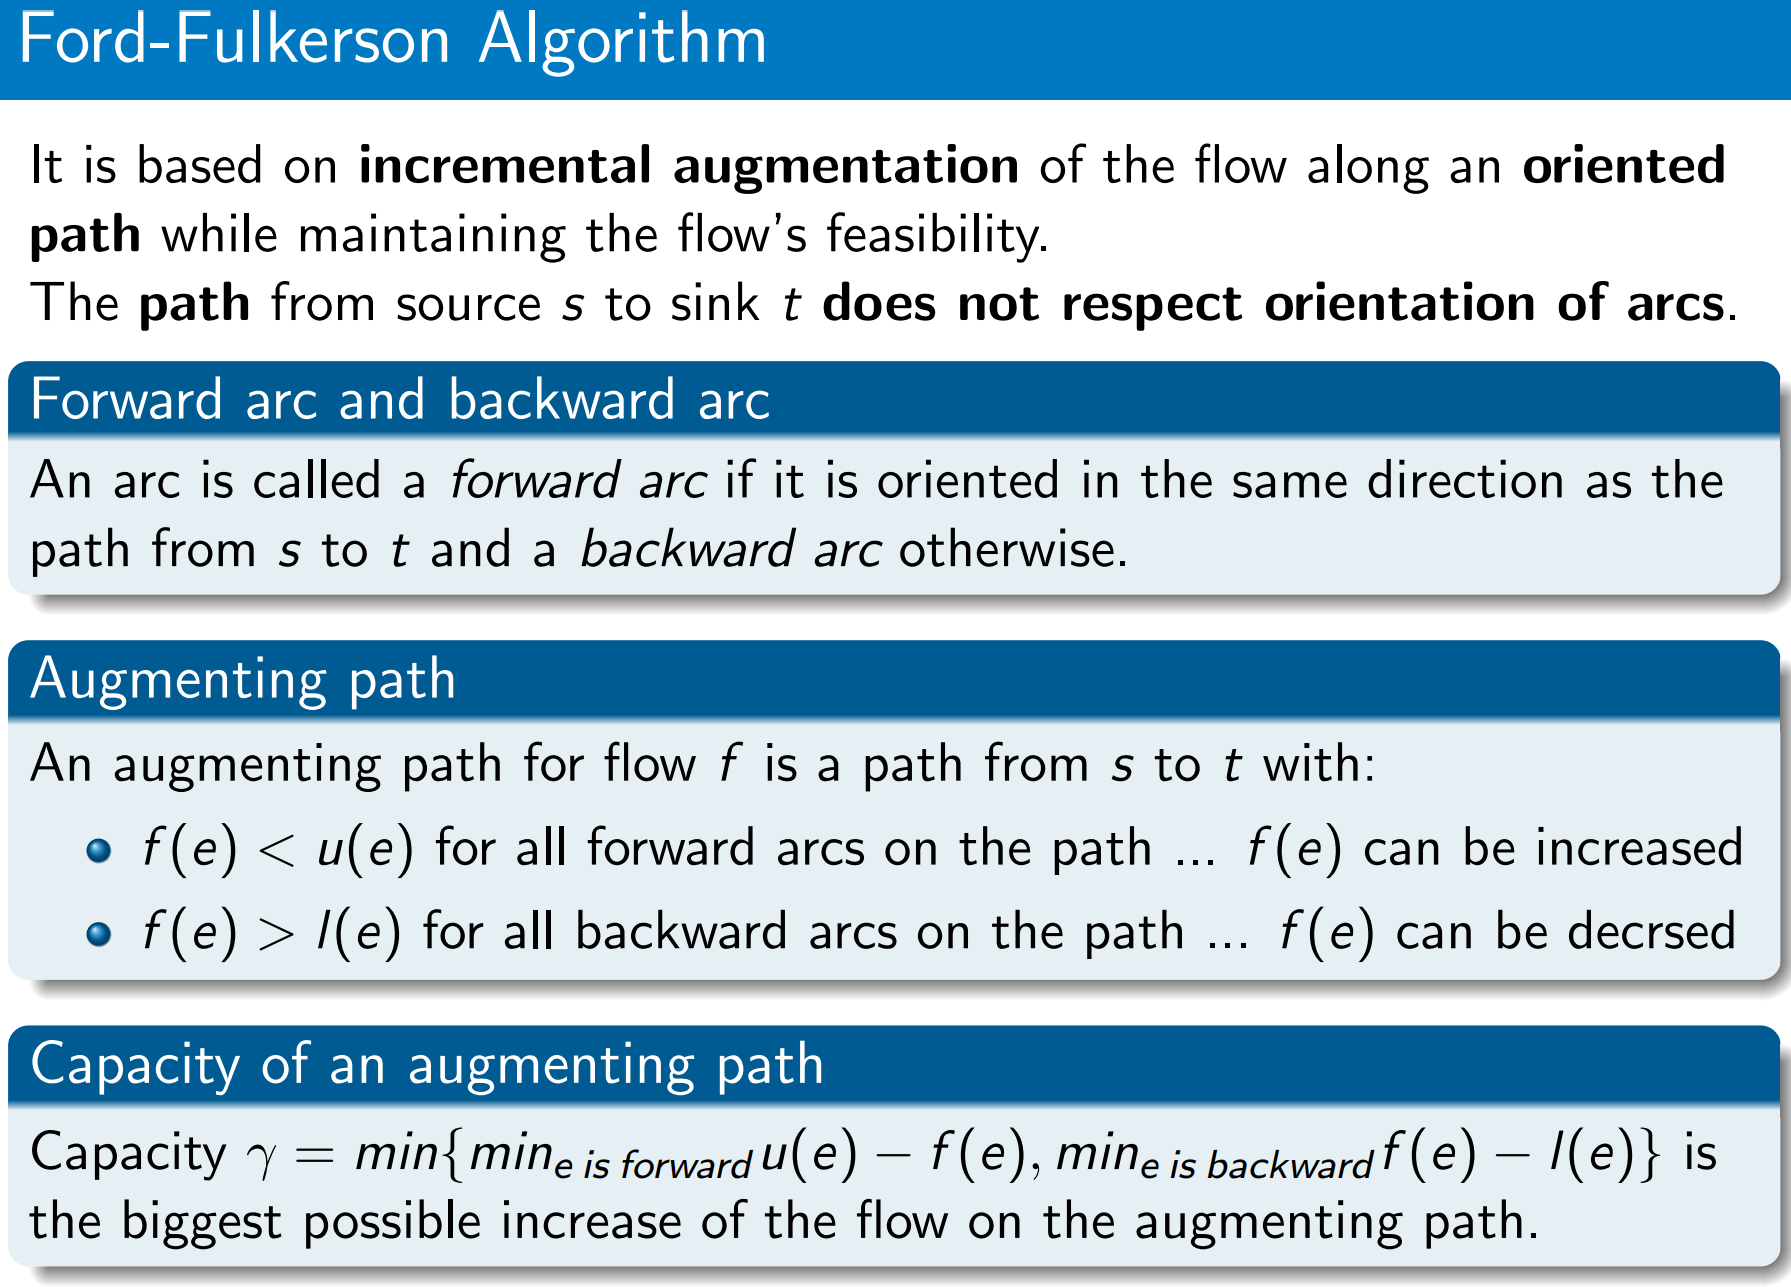 Ford-Fulkerson Algorithm
It is based on incremental augmentation of the flow along an oriented
path while maintaining the flow's feasibility.
The path from source s to sink t does not respect orientation of arcs.
Forward arc and backward arc
An arc is called a forward arc if it is oriented in the same direction as the
path from s to t and a backward arc otherwise.
Augmenting path
An augmenting path for flow f is a path from s to t with:
f(e) < u(e) for all forward arcs on the path ... f(e) can be increased
f(e) > l(e) for all backward arcs on the path ... f(e) can be decrsed
Capacity of an augmenting path
Capacity γ = min{min_{e is forward} u(e) − f(e), min_{e is backward} f(e) − l(e)} is
the biggest possible increase of the flow on the augmenting path.